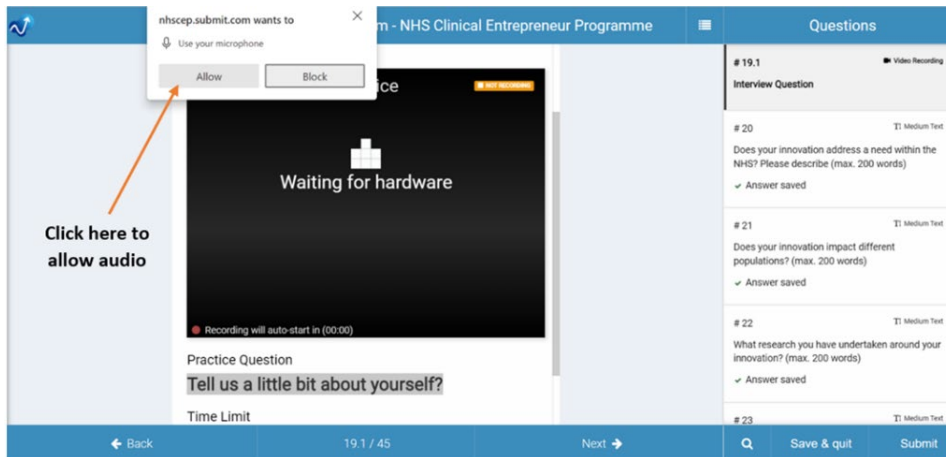 nhscep.submit.com wants to
Use your microphone
Allow
Block
m - NHS Clinical Entrepreneur Programme
Questions
ice
NOT RECORDING
Waiting for hardware
Recording will auto-start in (00:00)
Click here to
allow audio
Practice Question
Tell us a little bit about yourself?
Time Limit
# 19.1
Video Recording
Interview Question
# 20
Medium Text
Does your innovation address a need within the
NHS? Please describe (max. 200 words)
Answer saved
# 21
Medium Text
Does your innovation impact different
populations? (max. 200 words)
Answer saved
# 22
Medium Text
What research you have undertaken around your
innovation? (max. 200 words)
Answer saved
# 23
Medium Text
Back
19.1 / 45
Next
Save & quit
Submit